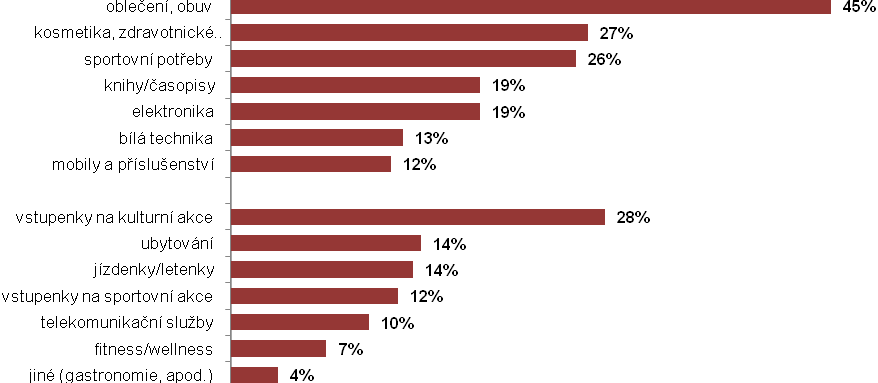 oblečení, obuv 45%
kosmetika, zdravotnické.. 27%
sportovní potřeby 26%
knihy/časopisy 19%
elektronika 19%
bílá technika 13%
mobily a příslušenství 12%
vstupenky na kulturní akce 28%
ubytování 14%
jízdenky/letenky 14%
vstupenky na sportovní akce 12%
telekomunikační služby 10%
fitness/wellness 7%
jiné (gastronomie, apod.) 4%